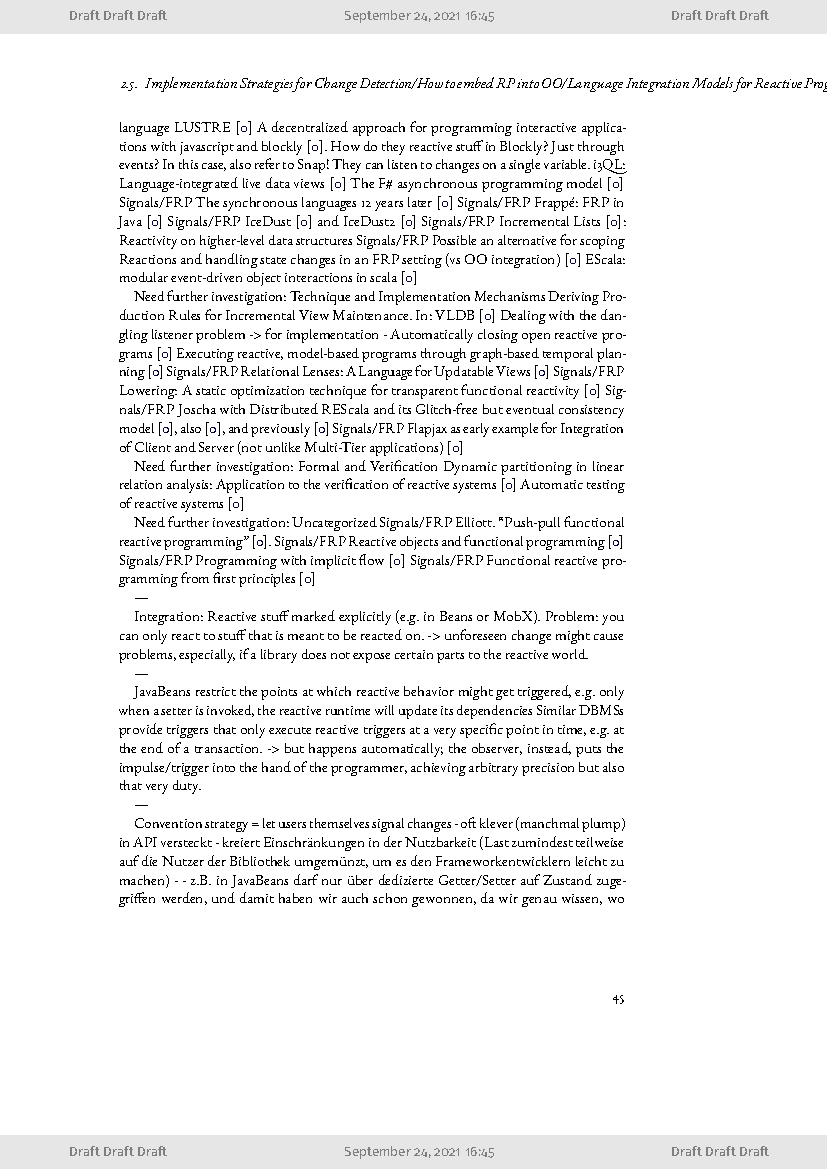 Draft Draft Draft September 24, 2021 16:45 Draft Draft Draft
2.5. Implementation Strategies for Change Detection/How to embed RP into OO/Language Integration Models for Reactive Prog
language LUSTRE [0] A decentralized approach for programming interactive applica-
tions with javascript and blockly [0]. How do they reactive stuff in Blockly? Just through
events? In this case, also refer to Snap! They can listen to changes on a single variable. i3QL:
Language-integrated live data views [0] The F# asynchronous programming model [0]
Signals/FRP The synchronous languages 12 years later [0] Signals/FRP Frappé: FRP in
Java [0] Signals/FRP IceDust [0] and IceDust2 [0] Signals/FRP Incremental Lists [0]:
Reactivity on higher-level data structures Signals/FRP Possible an alternative for scoping
Reactions and handling state changes in an FRP setting (vs OO integration) [0] EScala:
modular event-driven object interactions in scala [0]
Need further investigation: Technique and Implementation Mechanisms Deriving Pro-
duction Rules for Incremental View Maintenance. In: VLDB [0] Dealing with the dan-
gling listener problem -> for implementation - Automatically closing open reactive pro-
grams [0] Executing reactive, model-based programs through graph-based temporal plan-
ning [0] Signals/FRP Relational Lenses: A Language for Updatable Views [0] Signals/FRP
Lowering: A static optimization technique for transparent functional reactivity [0] Sig-
nals/FRP Joscha with Distributed REScala and its Glitch-free but eventual consistency
model [0], also [0], and previously [0] Signals/FRP Flapjax as early example for Integration
of Client and Server (not unlike Multi-Tier applications) [0]
Need further investigation: Formal and Verification Dynamic partitioning in linear
relation analysis: Application to the verification of reactive systems [0] Automatic testing
of reactive systems [0]
Need further investigation: Uncategorized Signals/FRP Elliott. "Push-pull functional
reactive programming" [0]. Signals/FRP Reactive objects and functional programming [0]
Signals/FRP Programming with implicit flow [0] Signals/FRP Functional reactive pro-
gramming from first principles [0]
—
Integration: Reactive stuff marked explicitly (e.g. in Beans or MobX). Problem: you
can only react to stuff that is meant to be reacted on. -> unforeseen change might cause
problems, especially, if a library does not expose certain parts to the reactive world.
—
JavaBeans restrict the points at which reactive behavior might get triggered, e.g. only
when a setter is invoked, the reactive runtime will update its dependencies Similar DBMSs
provide triggers that only execute reactive triggers at a very specific point in time, e.g. at
the end of a transaction. -> but happens automatically; the observer, instead, puts the
impulse/trigger into the hand of the programmer, achieving arbitrary precision but also
that very duty.
—
Convention strategy = let users themselves signal changes - oft klever (manchmal plump)
in API versteckt - kreiert Einschränkungen in der Nutzbarkeit (Last zumindest teilweise
auf die Nutzer der Bibliothek umgemünzt, um es den Frameworkentwicklern leicht zu
machen) - - z.B. in JavaBeans darf nur über dedizierte Getter/Setter auf Zustand zuge-
griffen werden, und damit haben wir auch schon gewonnen, da wir genau wissen, wo
45
Draft Draft Draft September 24, 2021 16:45 Draft Draft Draft